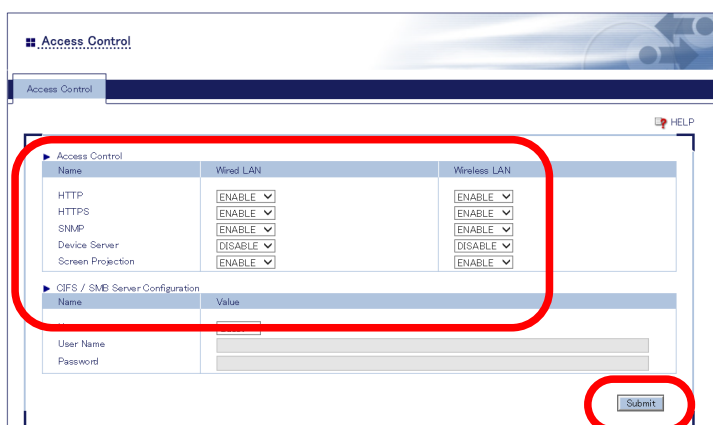 Access Control
Access Control
HELP
Access Control
Name Wired LAN Wireless LAN
HTTP ENABLE ENABLE
HTTPS ENABLE ENABLE
SNMP ENABLE ENABLE
Device Server DISABLE DISABLE
Screen Projection ENABLE ENABLE
CIFS / SMB Server Configuration
Name Value
User Name
Password
Submit